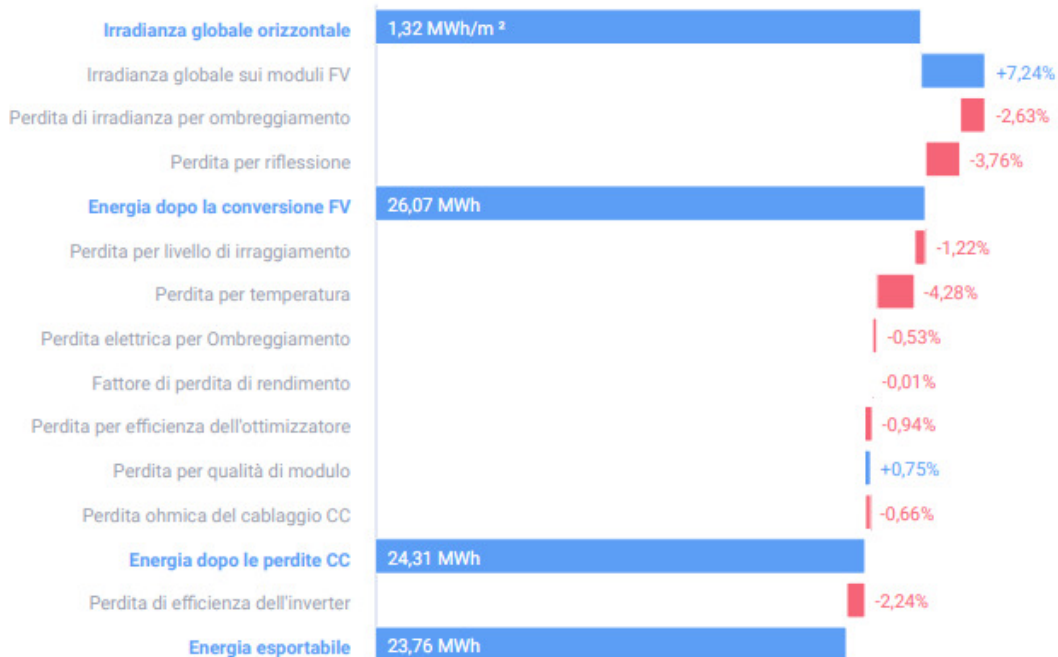 Irradianza globale orizzontale 1,32 MWh/m ²
Irradianza globale sui moduli FV +7,24%
Perdita di irradianza per ombreggiamento -2,63%
Perdita per riflessione -3,76%
Energia dopo la conversione FV 26,07 MWh
Perdita per livello di irraggiamento -1,22%
Perdita per temperatura -4,28%
Perdita elettrica per Ombreggiamento -0,53%
Fattore di perdita di rendimento -0,01%
Perdita per efficienza dell'ottimizzatore -0,94%
Perdita per qualità di modulo +0,75%
Perdita ohmica del cablaggio CC -0,66%
Energia dopo le perdite CC 24,31 MWh
Perdita di efficienza dell'inverter -2,24%
Energia esportabile 23,76 MWh